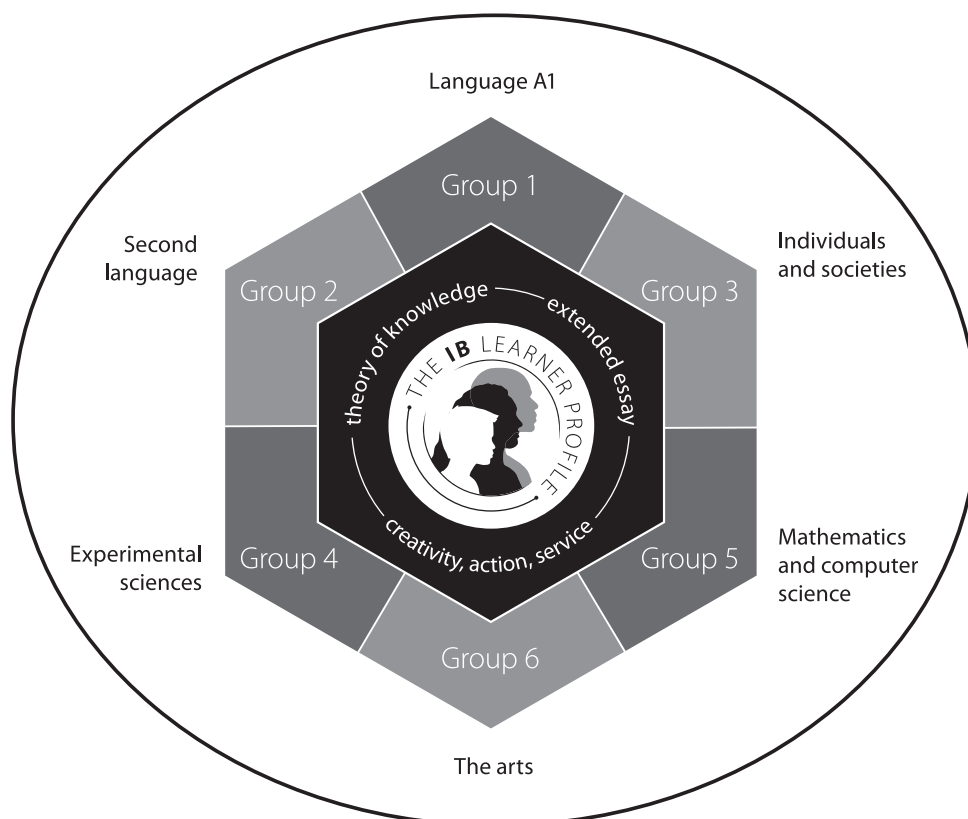 Language A1
Group 1
Second
language
Group 2
Individuals
and societies
Group 3
theory of knowledge
extended essay
THE IB LEARNER PROFILE
creativity, action, service
Experimental
sciences
Group 4
Mathematics
and computer
science
Group 5
Group 6
The arts